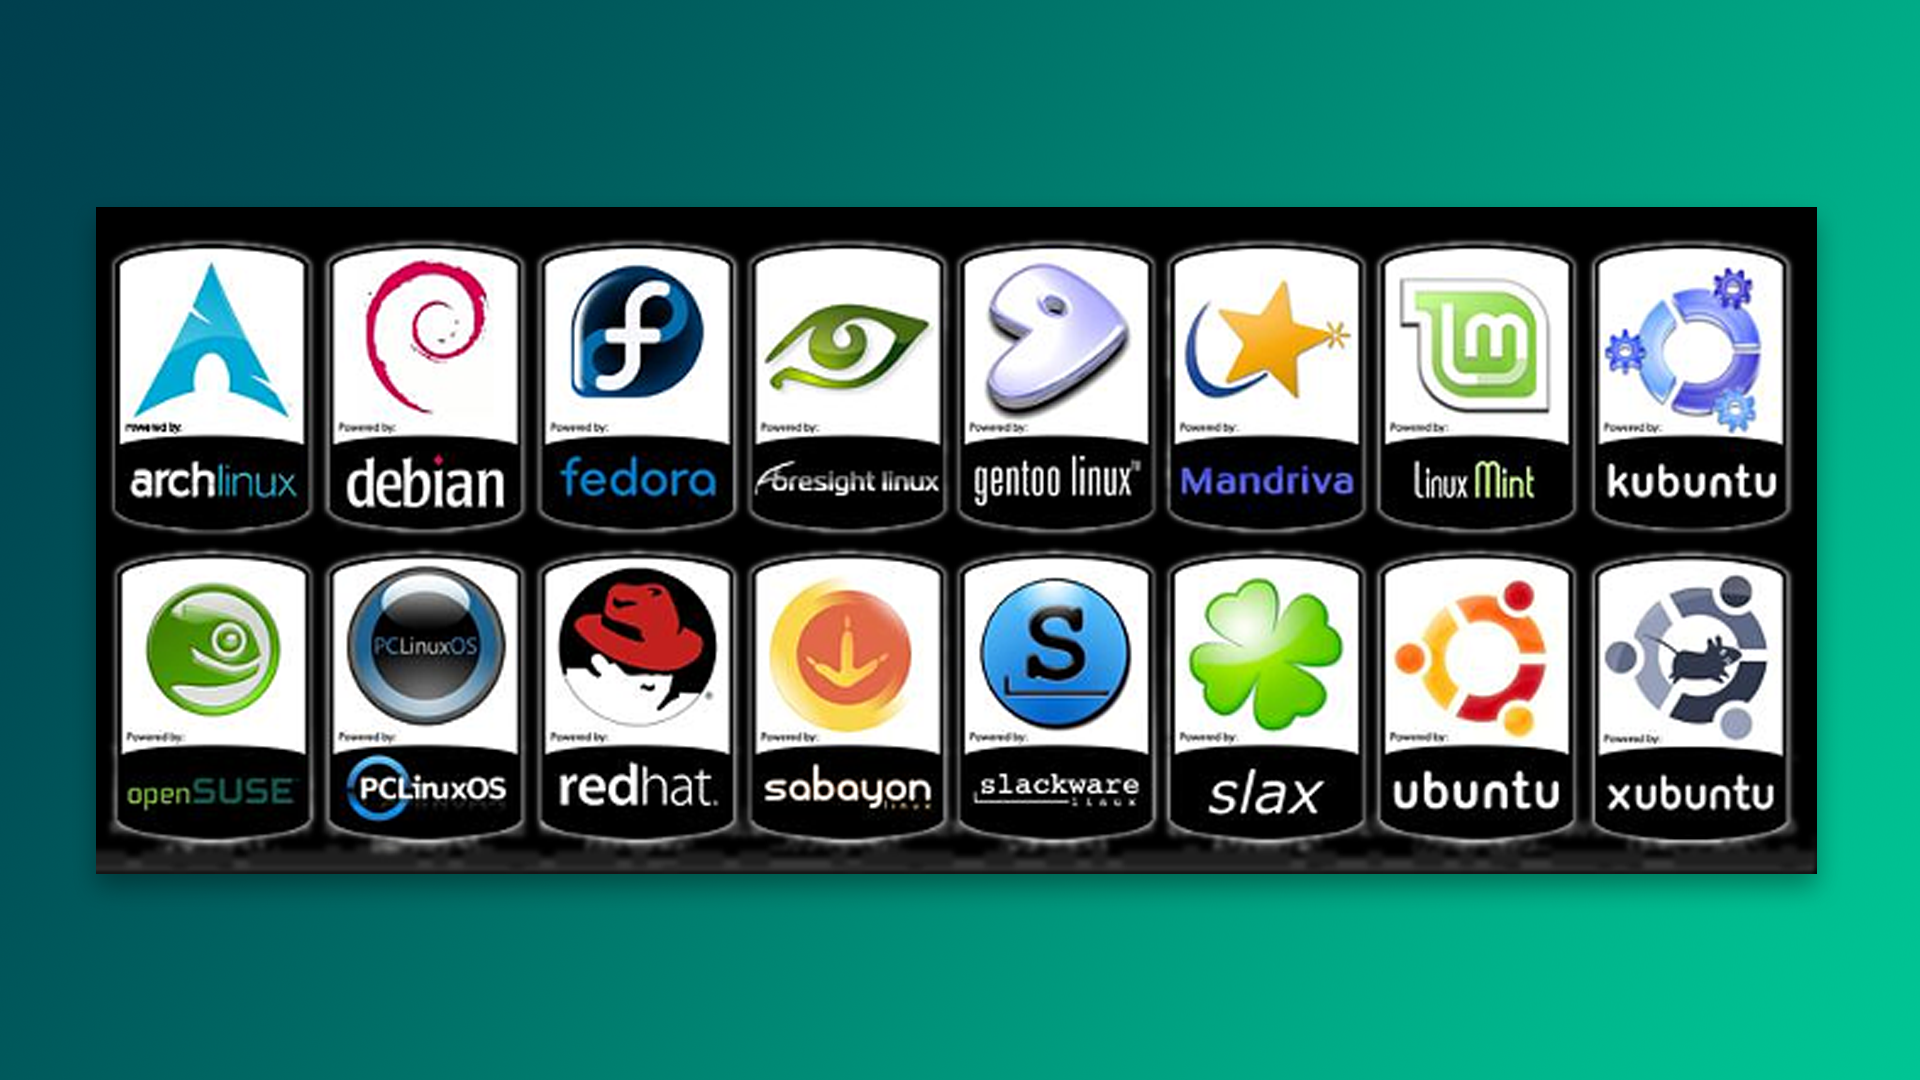 Powered by: Powered by: Powered by: Powered by: Powered by: Powered by: Powered by: Powered by:
archlinux debian fedora foresight linux gentoo linux™ Mandriva Linux Mint kubuntu
PCLinuxOS S
Powered by: Powered by: Powered by: Powered by: Powered by: Powered by: Powered by: Powered by:
openSUSE PCLinuxOS redhat. sabayon slackware slax ubuntu xubuntu
linux linux